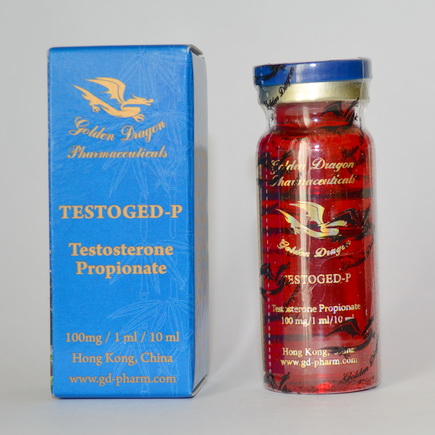 Golden Dragon
Pharmaceuticals
TESTOGED-P
Testosterone
Propionate
100mg / 1 ml / 10 ml
Hong Kong, China
www.gd-pharm.com
Golden Dragon
Pharmaceuticals
Golden Dragon
TESTOGED-P
Testosterone Propionate
100 mg/1 ml/10 ml
Hong Kong,
www.gd-pharm.com
Golden